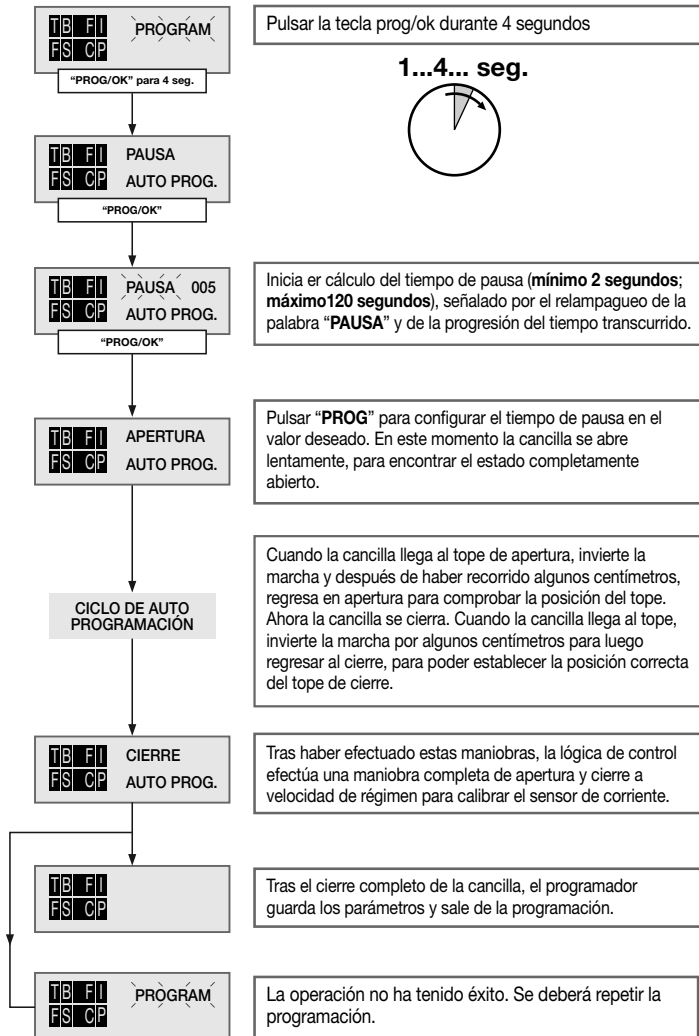 TB FI PROGRAM
FS CP
"PROG/OK" para 4 seg.
Pulsar la tecla prog/ok durante 4 segundos
1...4... seg.
TB FI PAUSA
FS CP AUTO PROG.
"PROG/OK"
TB FI PAUSA 005
FS CP AUTO PROG.
"PROG/OK"
Inicia er cálculo del tiempo de pausa (mínimo 2 segundos;
máximo120 segundos), señalado por el relampagueo de la
palabra "PAUSA" y de la progresión del tiempo transcurrido.
TB FI APERTURA
FS CP AUTO PROG.
Pulsar "PROG" para configurar el tiempo de pausa en el
valor deseado. En este momento la cancilla se abre
lentamente, para encontrar el estado completamente
abierto.
CICLO DE AUTO
PROGRAMACIÓN
Cuando la cancilla llega al tope de apertura, invierte la
marcha y después de haber recorrido algunos centímetros,
regresa en apertura para comprobar la posición del tope.
Ahora la cancilla se cierra. Cuando la cancilla llega al tope,
invierte la marcha por algunos centímetros para luego
regresar al cierre, para poder establecer la posición correcta
del tope de cierre.
TB FI CIERRE
FS CP AUTO PROG.
Tras haber efectuado estas maniobras, la lógica de control
efectúa una maniobra completa de apertura y cierre a
velocidad de régimen para calibrar el sensor de corriente.
TB FI
FS CP
Tras el cierre completo de la cancilla, el programador
guarda los parámetros y sale de la programación.
TB FI PROGRAM
FS CP
La operación no ha tenido éxito. Se deberá repetir la
programación.